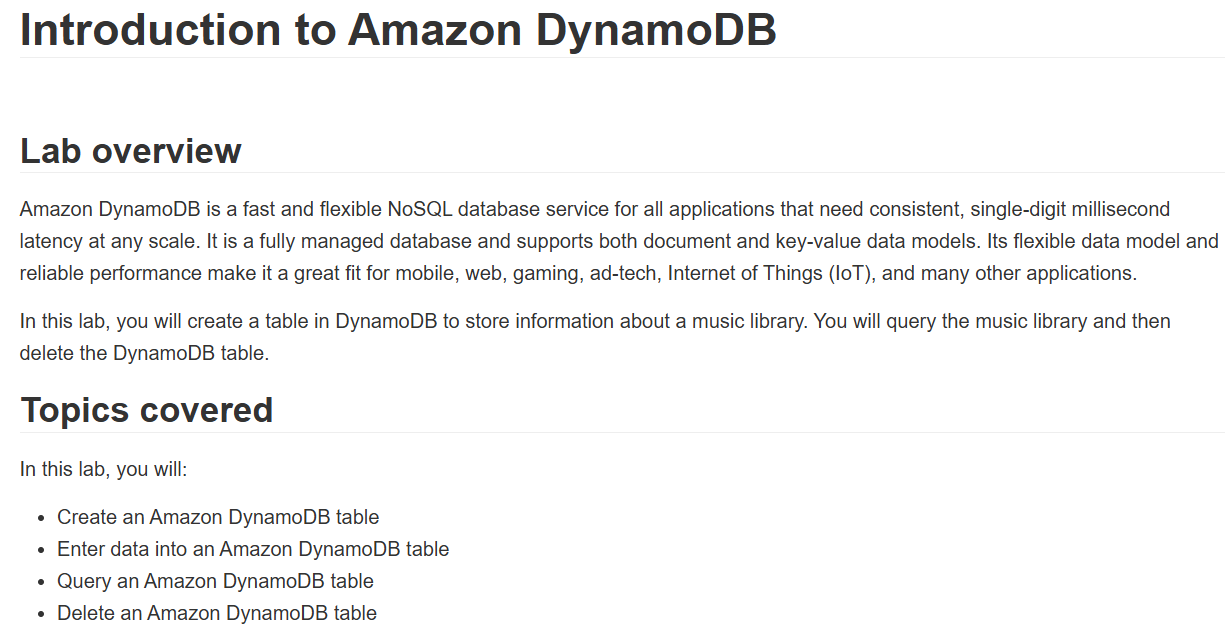 Introduction to Amazon DynamoDB
Lab overview
Amazon DynamoDB is a fast and flexible NoSQL database service for all applications that need consistent, single-digit millisecond
latency at any scale. It is a fully managed database and supports both document and key-value data models. Its flexible data model and
reliable performance make it a great fit for mobile, web, gaming, ad-tech, Internet of Things (IoT), and many other applications.
In this lab, you will create a table in DynamoDB to store information about a music library. You will query the music library and then
delete the DynamoDB table.
Topics covered
In this lab, you will:
• Create an Amazon DynamoDB table
• Enter data into an Amazon DynamoDB table
• Query an Amazon DynamoDB table
• Delete an Amazon DynamoDB table